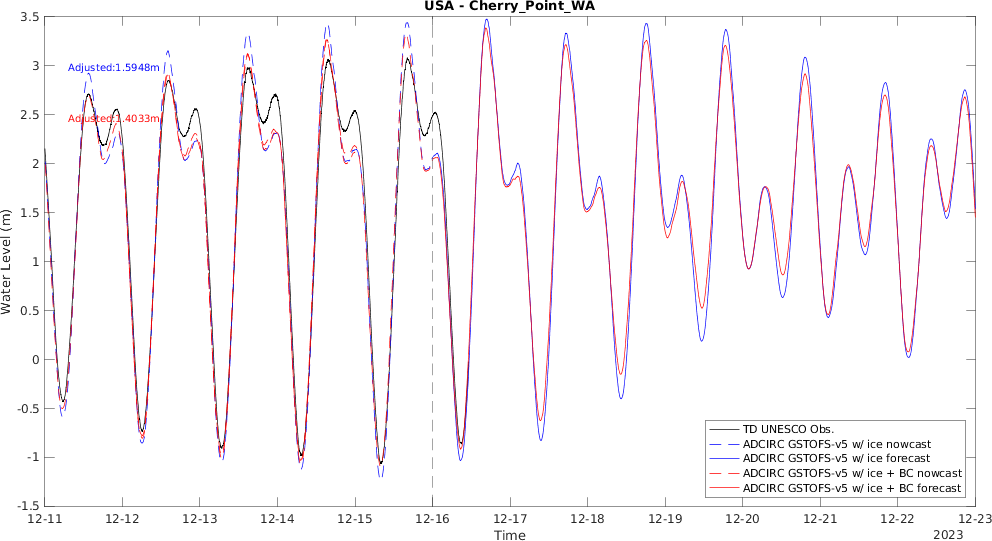 USA - Cherry_Point_WA
3.5
3
2.5
2
1.5
1
0.5
0
-0.5
-1
-1.5
Water Level (m)
Adjusted:1.5948m
Adjusted:1.4033m
TD UNESCO Obs.
ADCIRC GSTOFS-v5 w/ ice nowcast
ADCIRC GSTOFS-v5 w/ ice forecast
ADCIRC GSTOFS-v5 w/ ice + BC nowcast
ADCIRC GSTOFS-v5 w/ ice + BC forecast
12-11 12-12 12-13 12-14 12-15 12-16 12-17 12-18 12-19 12-20 12-21 12-22 12-23
Time
2023